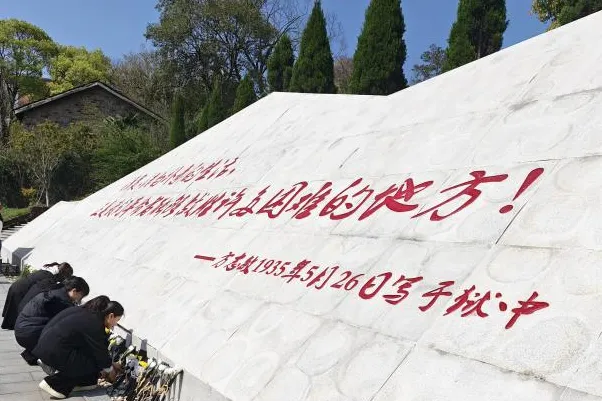 清贫,洁白朴素的生活,
正是我们革命者能够战胜许多困难的地方!
——方志敏1935年5月26日写于狱中